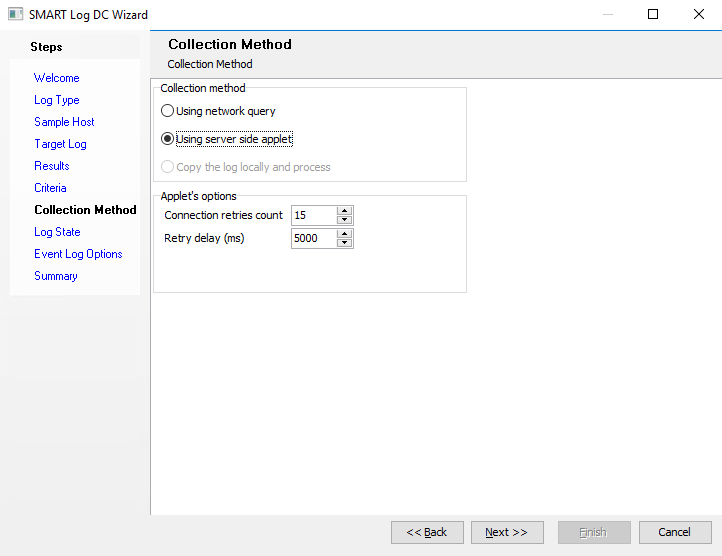 SMART Log DC Wizard
Steps
Welcome
Log Type
Sample Host
Target Log
Results
Criteria
Collection Method
Log State
Event Log Options
Summary
Collection Method
Collection Method
Collection method
Using network query
Using server side applet
Copy the log locally and process
Applet's options
Connection retries count 15
Retry delay (ms) 5000
<< Back Next >> Finish Cancel